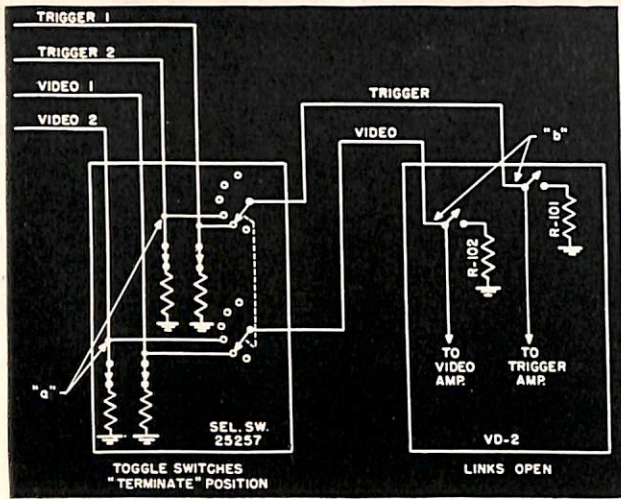 TRIGGER 1
TRIGGER 2
VIDEO 1
VIDEO 2
TRIGGER
VIDEO
"b"
R-101
R-102
"a"
TO
VIDEO
AMP.
TO
TRIGGER
AMP.
SEL. SW.
25257
VD-2
TOGGLE SWITCHES
"TERMINATE" POSITION
LINKS OPEN